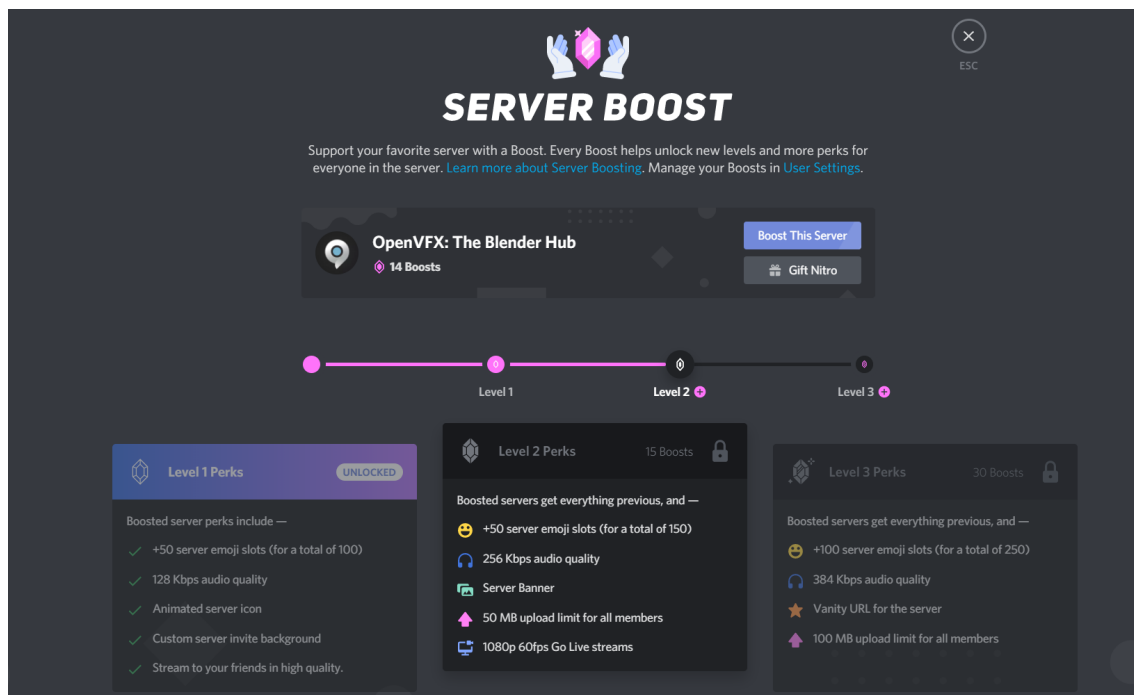 ESC
SERVER BOOST
Support your favorite server with a Boost. Every Boost helps unlock new levels and more perks for
everyone in the server. Learn more about Server Boosting. Manage your Boosts in User Settings.
OpenVFX: The Blender Hub
14 Boosts
Boost This Server
Gift Nitro
Level 1
Level 2
Level 3
Level 1 Perks
UNLOCKED
Boosted server perks include —
+50 server emoji slots (for a total of 100)
128 Kbps audio quality
Animated server icon
Custom server invite background
Stream to your friends in high quality.
Level 2 Perks
15 Boosts
Boosted servers get everything previous, and —
+50 server emoji slots (for a total of 150)
256 Kbps audio quality
Server Banner
50 MB upload limit for all members
1080p 60fps Go Live streams
Level 3 Perks
30 Boosts
Boosted servers get everything previous, and —
+100 server emoji slots (for a total of 250)
384 Kbps audio quality
Vanity URL for the server
100 MB upload limit for all members